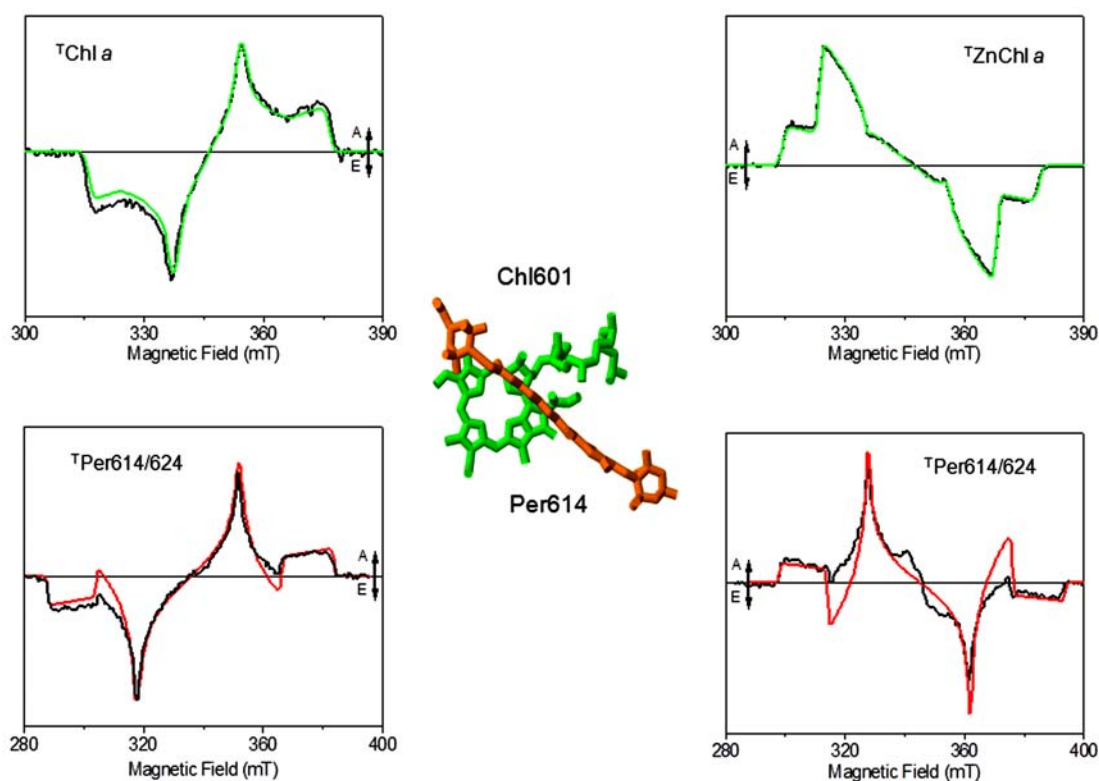 ᵀChl a
A
E
300 330 360 390
Magnetic Field (mT)
ᵀZnChl a
A
E
300 330 360 390
Magnetic Field (mT)
Chl601
Per614
ᵀPer614/624
A
E
280 320 360 400
Magnetic Field (mT)
ᵀPer614/624
A
E
280 320 360 400
Magnetic Field (mT)